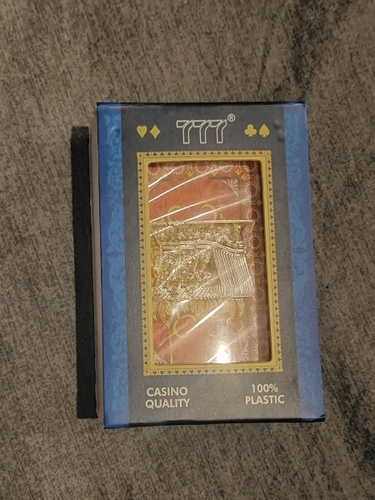 777®
CASINO
QUALITY
100%
PLASTIC